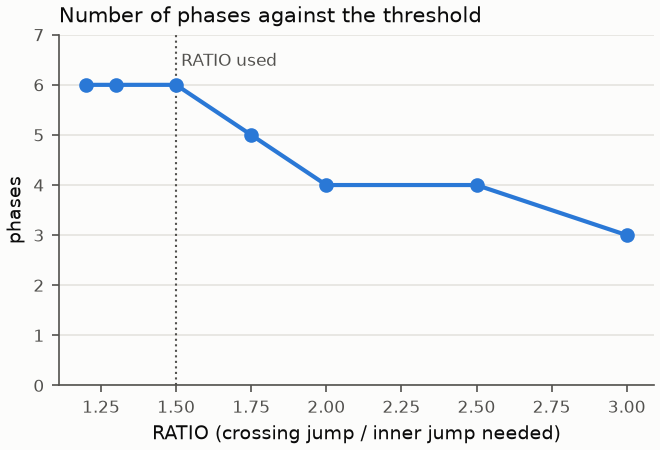 Number of phases against the threshold
7
RATIO used
6
5
4
3
2
1
0
phases
1.25 1.50 1.75 2.00 2.25 2.50 2.75 3.00
RATIO (crossing jump / inner jump needed)